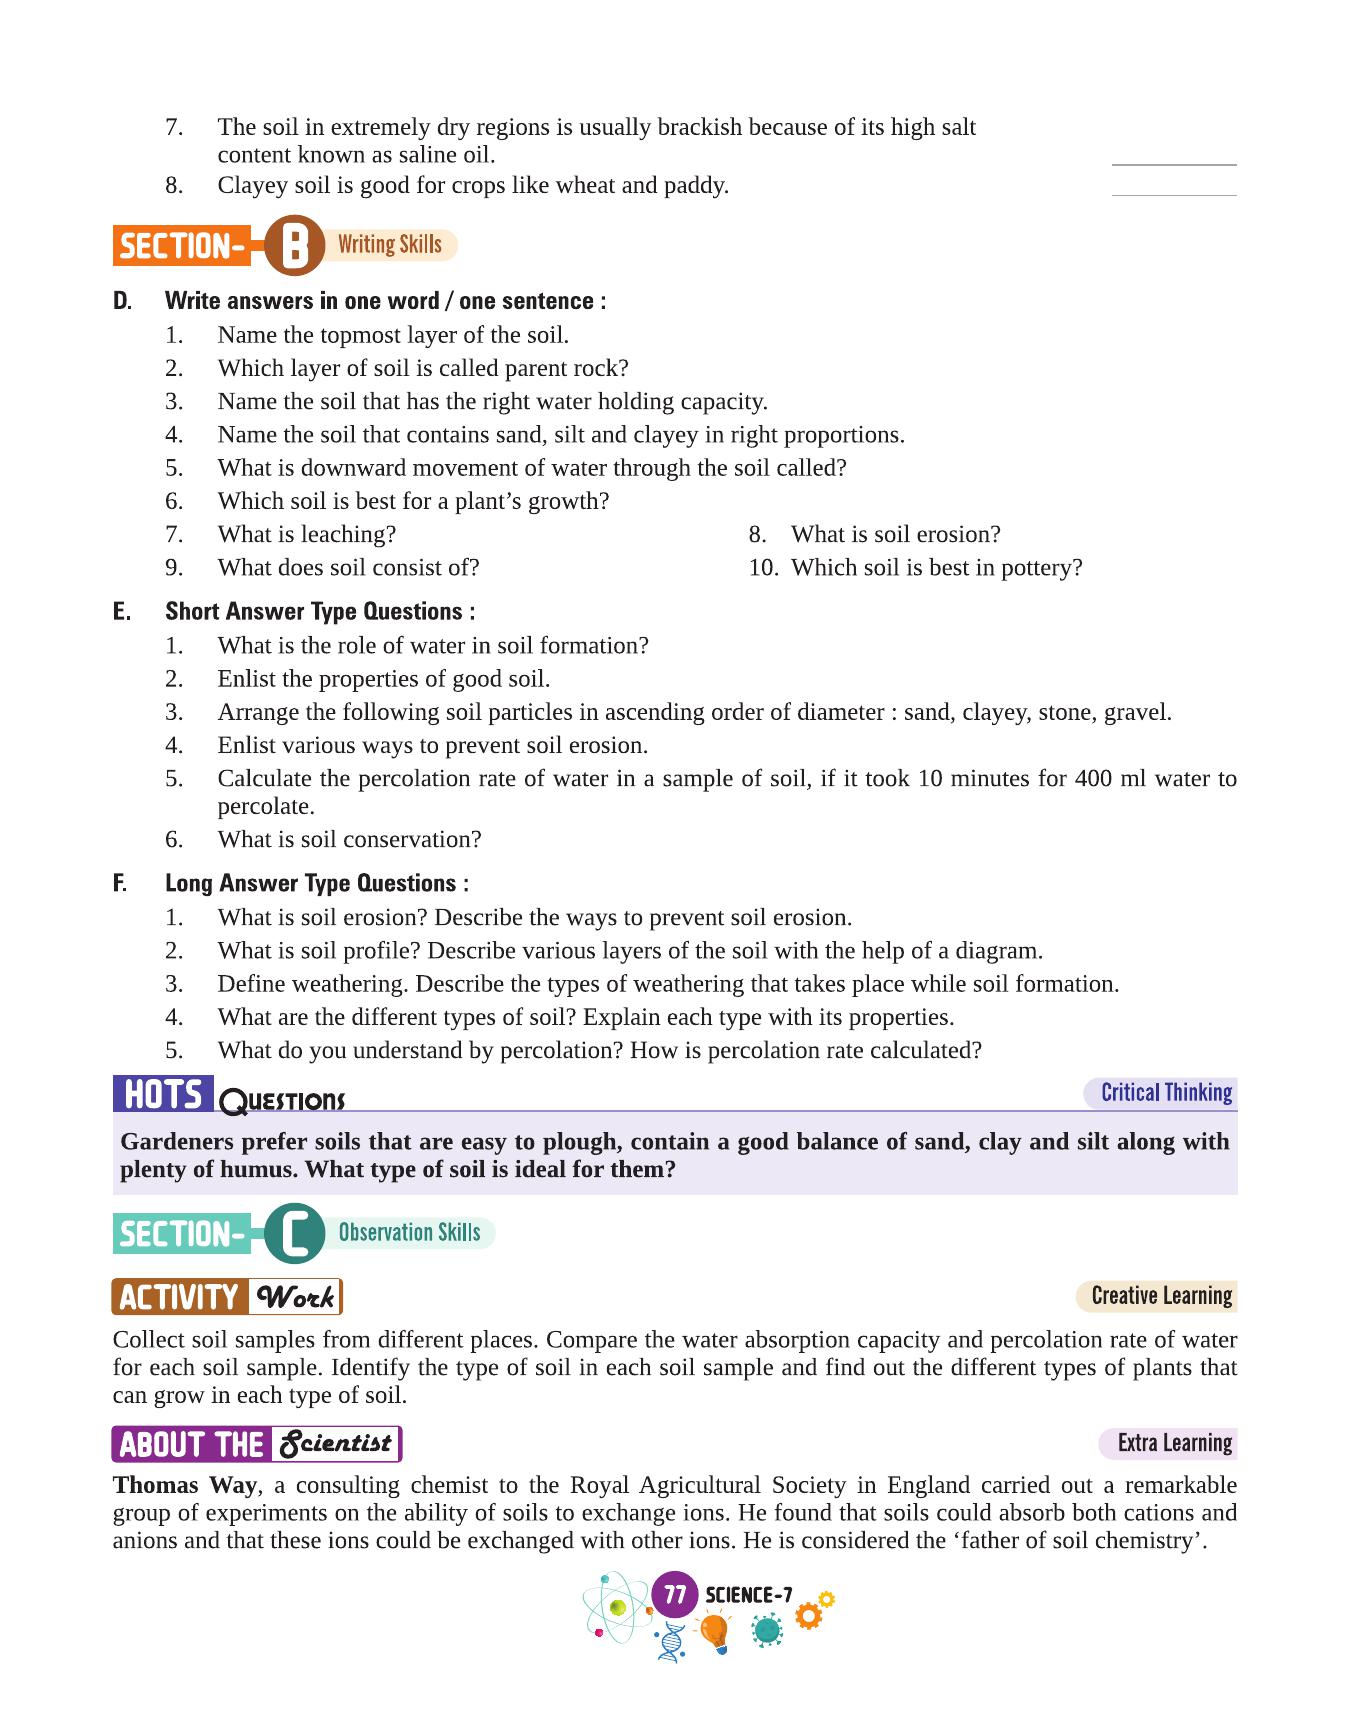 7. The soil in extremely dry regions is usually brackish because of its high salt
content known as saline oil.
8. Clayey soil is good for crops like wheat and paddy.
SECTION- B Writing Skills
D. Write answers in one word / one sentence :
1. Name the topmost layer of the soil.
2. Which layer of soil is called parent rock?
3. Name the soil that has the right water holding capacity.
4. Name the soil that contains sand, silt and clayey in right proportions.
5. What is downward movement of water through the soil called?
6. Which soil is best for a plant’s growth?
7. What is leaching? 8. What is soil erosion?
9. What does soil consist of? 10. Which soil is best in pottery?
E. Short Answer Type Questions :
1. What is the role of water in soil formation?
2. Enlist the properties of good soil.
3. Arrange the following soil particles in ascending order of diameter : sand, clayey, stone, gravel.
4. Enlist various ways to prevent soil erosion.
5. Calculate the percolation rate of water in a sample of soil, if it took 10 minutes for 400 ml water to
percolate.
6. What is soil conservation?
F. Long Answer Type Questions :
1. What is soil erosion? Describe the ways to prevent soil erosion.
2. What is soil profile? Describe various layers of the soil with the help of a diagram.
3. Define weathering. Describe the types of weathering that takes place while soil formation.
4. What are the different types of soil? Explain each type with its properties.
5. What do you understand by percolation? How is percolation rate calculated?
HOTS QUESTIONS Critical Thinking
Gardeners prefer soils that are easy to plough, contain a good balance of sand, clay and silt along with
plenty of humus. What type of soil is ideal for them?
SECTION- C Observation Skills
ACTIVITY Work Creative Learning
Collect soil samples from different places. Compare the water absorption capacity and percolation rate of water
for each soil sample. Identify the type of soil in each soil sample and find out the different types of plants that
can grow in each type of soil.
ABOUT THE Scientist Extra Learning
Thomas Way, a consulting chemist to the Royal Agricultural Society in England carried out a remarkable
group of experiments on the ability of soils to exchange ions. He found that soils could absorb both cations and
anions and that these ions could be exchanged with other ions. He is considered the ‘father of soil chemistry’.
77 SCIENCE-7